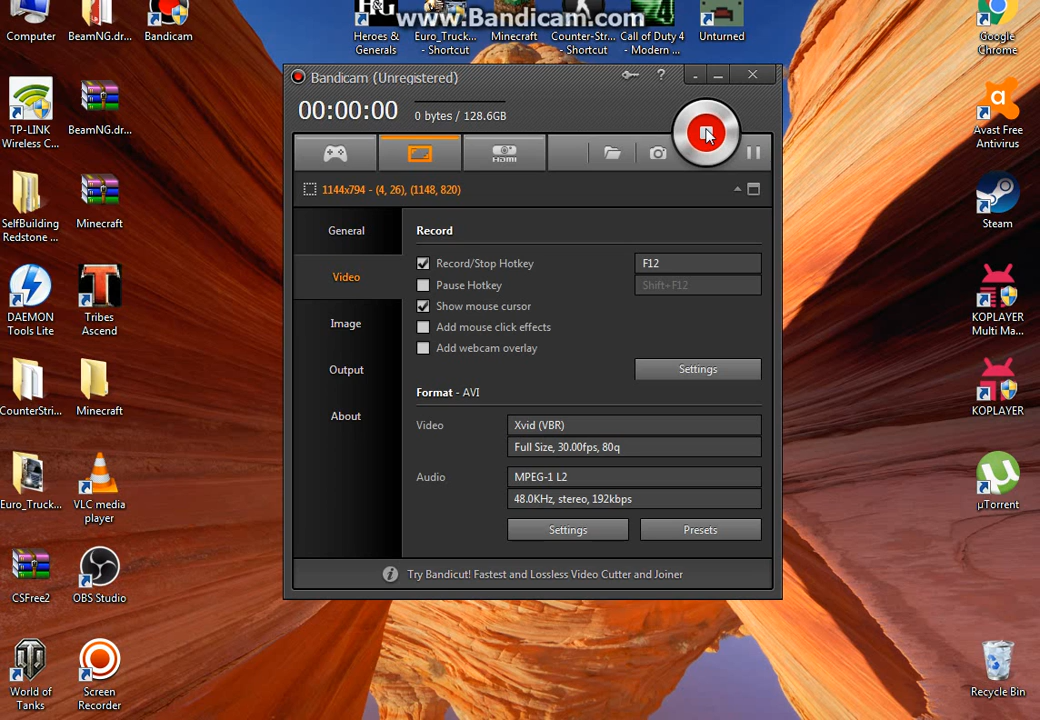 www.Bandicam.com
Computer
BeamNG.dr...
Bandicam
Heroes &
Generals
Euro_Truck...
- Shortcut
Minecraft
Counter-Str...
- Shortcut
Call of Duty 4
- Modern ...
Unturned
Google
Chrome
Bandicam (Unregistered)
?
00:00:00
0 bytes / 128.6GB
HDMI
1144x794 - (4, 26), (1148, 820)
General
Video
Image
Output
About
Record
Record/Stop Hotkey
F12
Pause Hotkey
Shift+F12
Show mouse cursor
Add mouse click effects
Add webcam overlay
Settings
Format - AVI
Video
Xvid (VBR)
Full Size, 30.00fps, 80q
Audio
MPEG-1 L2
48.0KHz, stereo, 192kbps
Settings
Presets
Try Bandicut! Fastest and Lossless Video Cutter and Joiner
TP-LINK
Wireless C...
BeamNG.dr...
SelfBuilding
Redstone ...
Minecraft
DAEMON
Tools Lite
Tribes
Ascend
CounterStri...
Minecraft
Euro_Truck...
VLC media
player
CSFree2
OBS Studio
World of
Tanks
Screen
Recorder
Avast Free
Antivirus
Steam
KOPLAYER
Multi Ma...
KOPLAYER
µTorrent
Recycle Bin